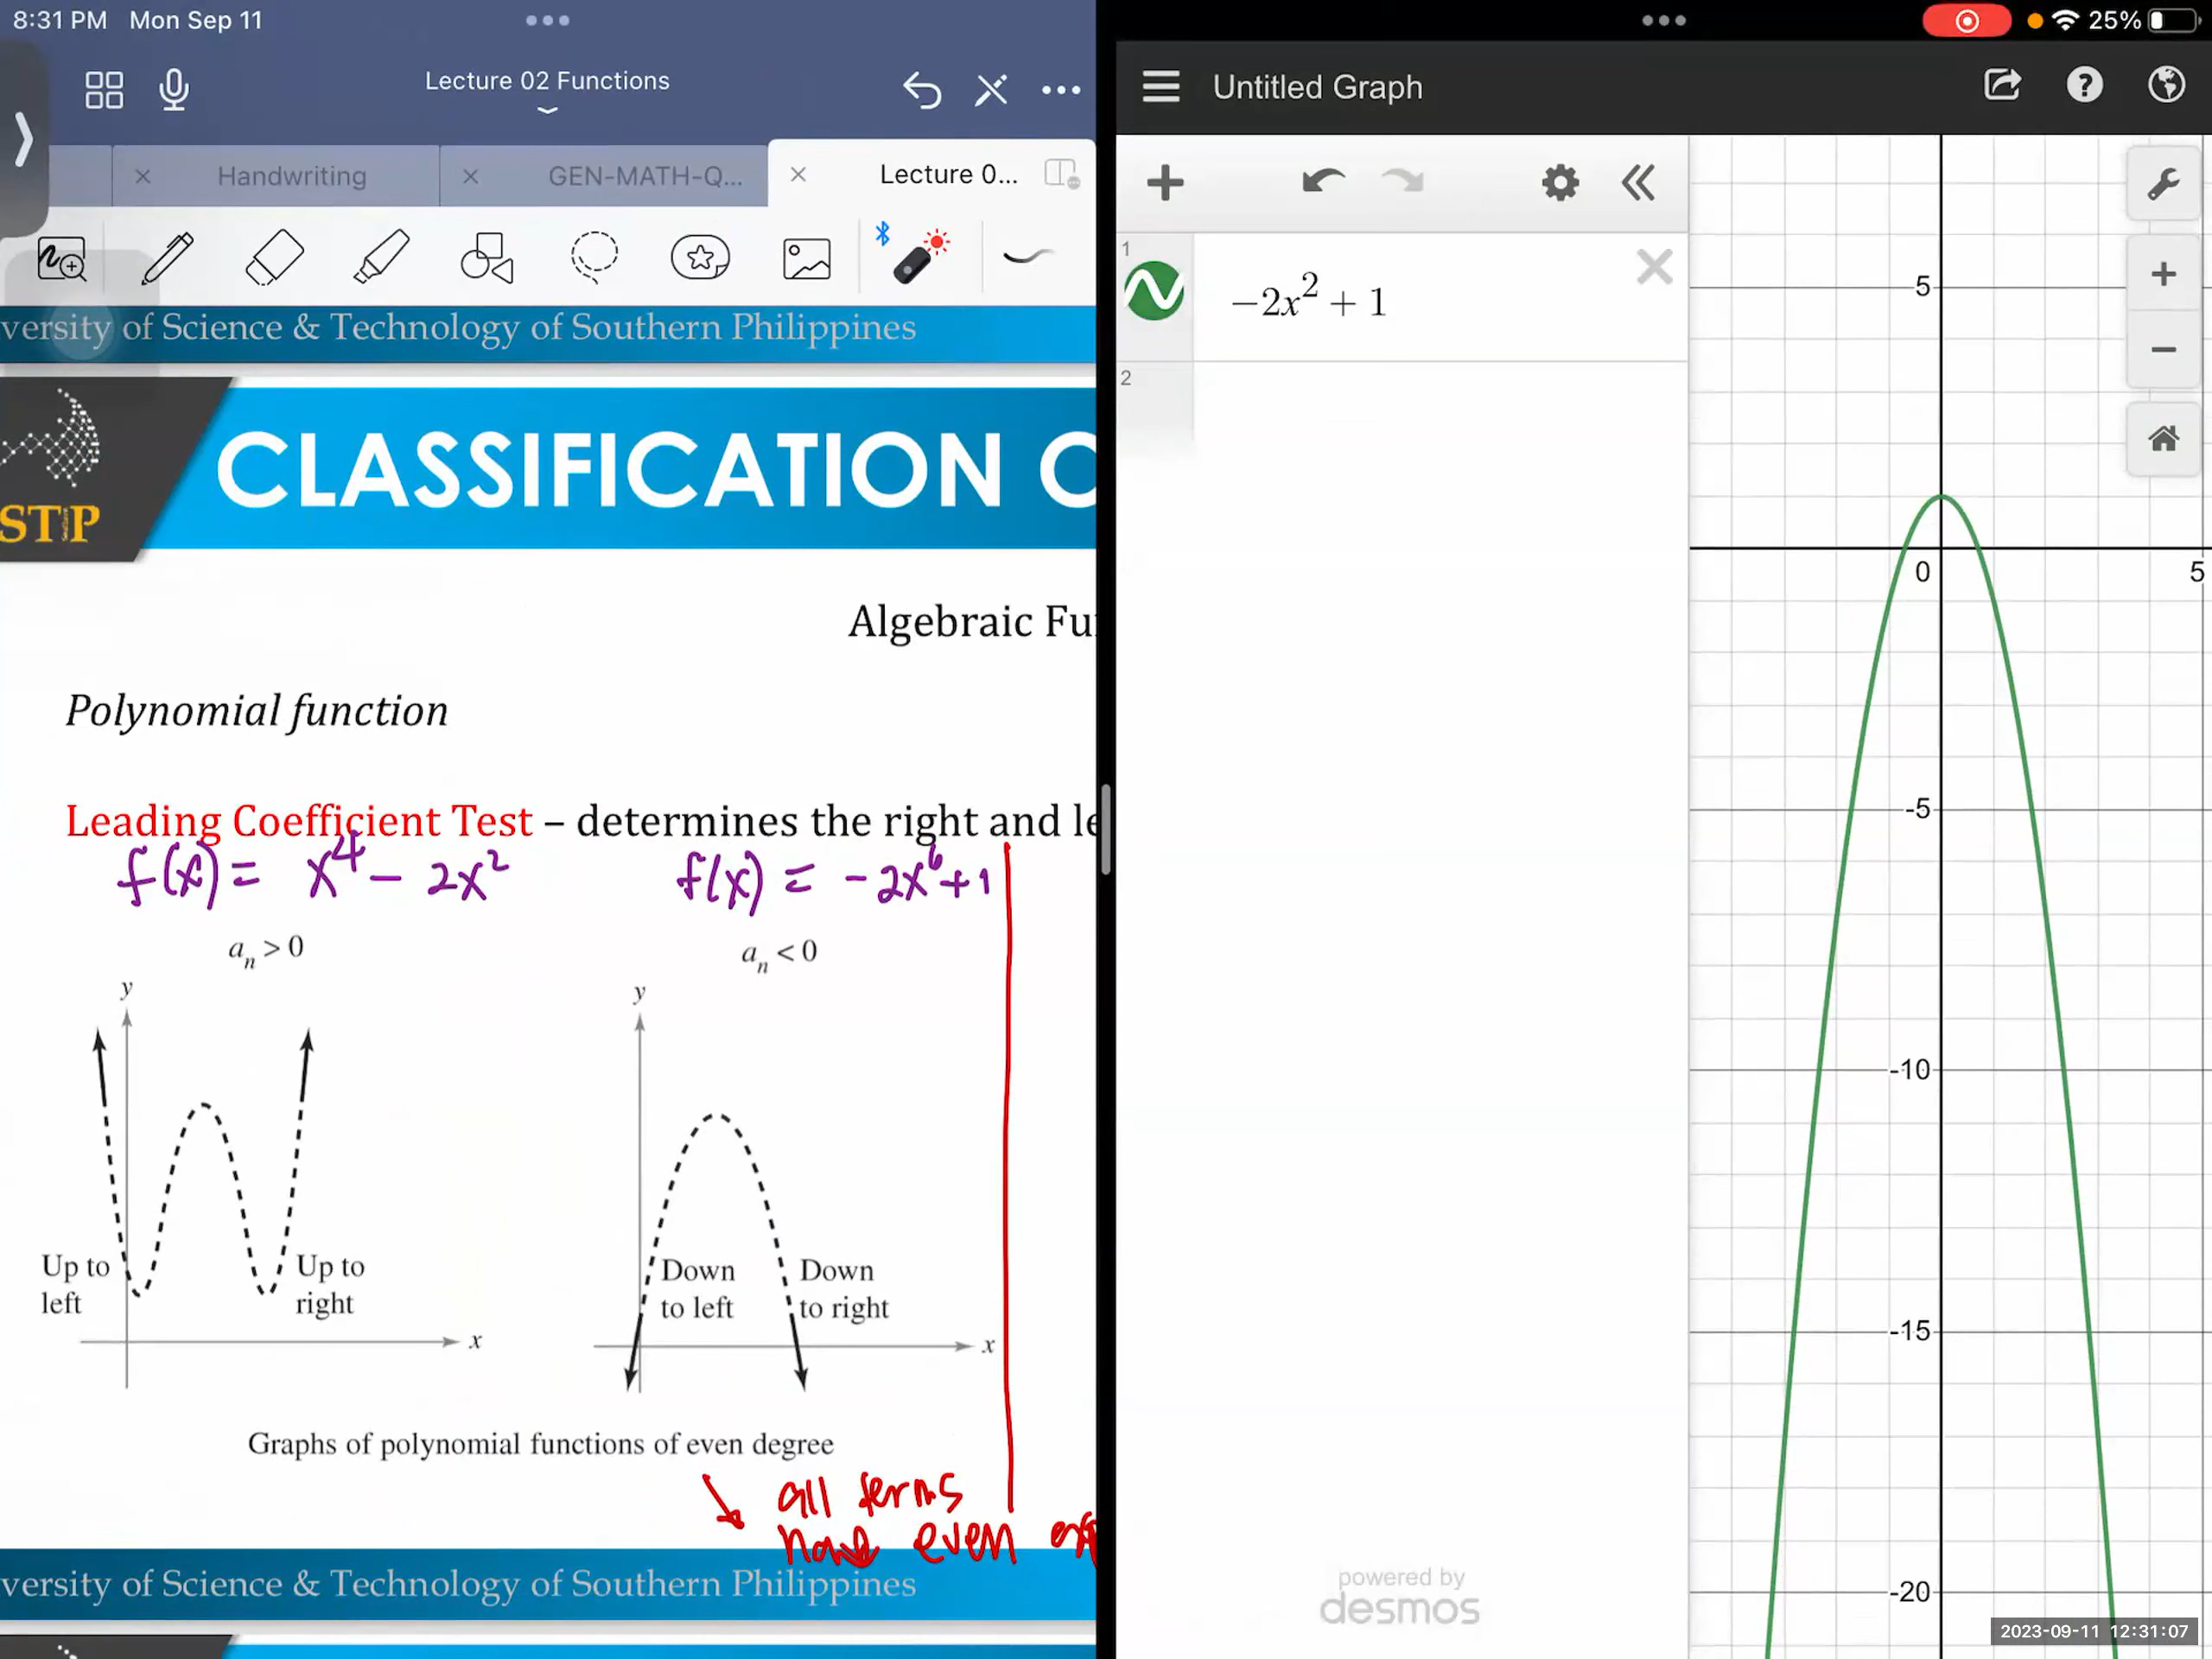 8:31 PM Mon Sep 11
25%
Lecture 02 Functions
Untitled Graph
Handwriting
GEN-MATH-Q...
Lecture 0...
versity of Science & Technology of Southern Philippines
CLASSIFICATION O
STP
Algebraic Fu
Polynomial function
Leading Coefficient Test – determines the right and le
f(x) = x⁴ - 2x²
f(x) = -2x⁶+1
aₙ > 0
aₙ < 0
y
y
Up to
left
Up to
right
x
Down
to left
Down
to right
x
Graphs of polynomial functions of even degree
all terms
have even ex
versity of Science & Technology of Southern Philippines
1
−2x² + 1
2
5
0
5
-5
-10
-15
-20
powered by
desmos
2023-09-11 12:31:07